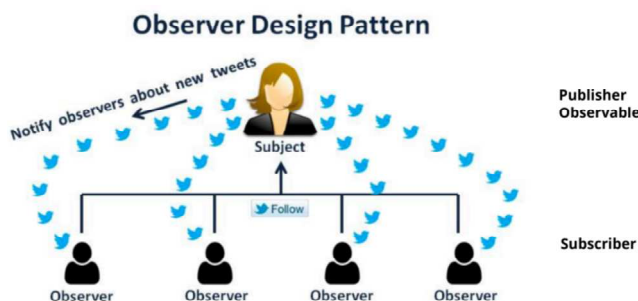 Observer Design Pattern
Notify observers about new tweets
Publisher
Observable
Subject
Follow
Subscriber
Observer
Observer
Observer
Observer